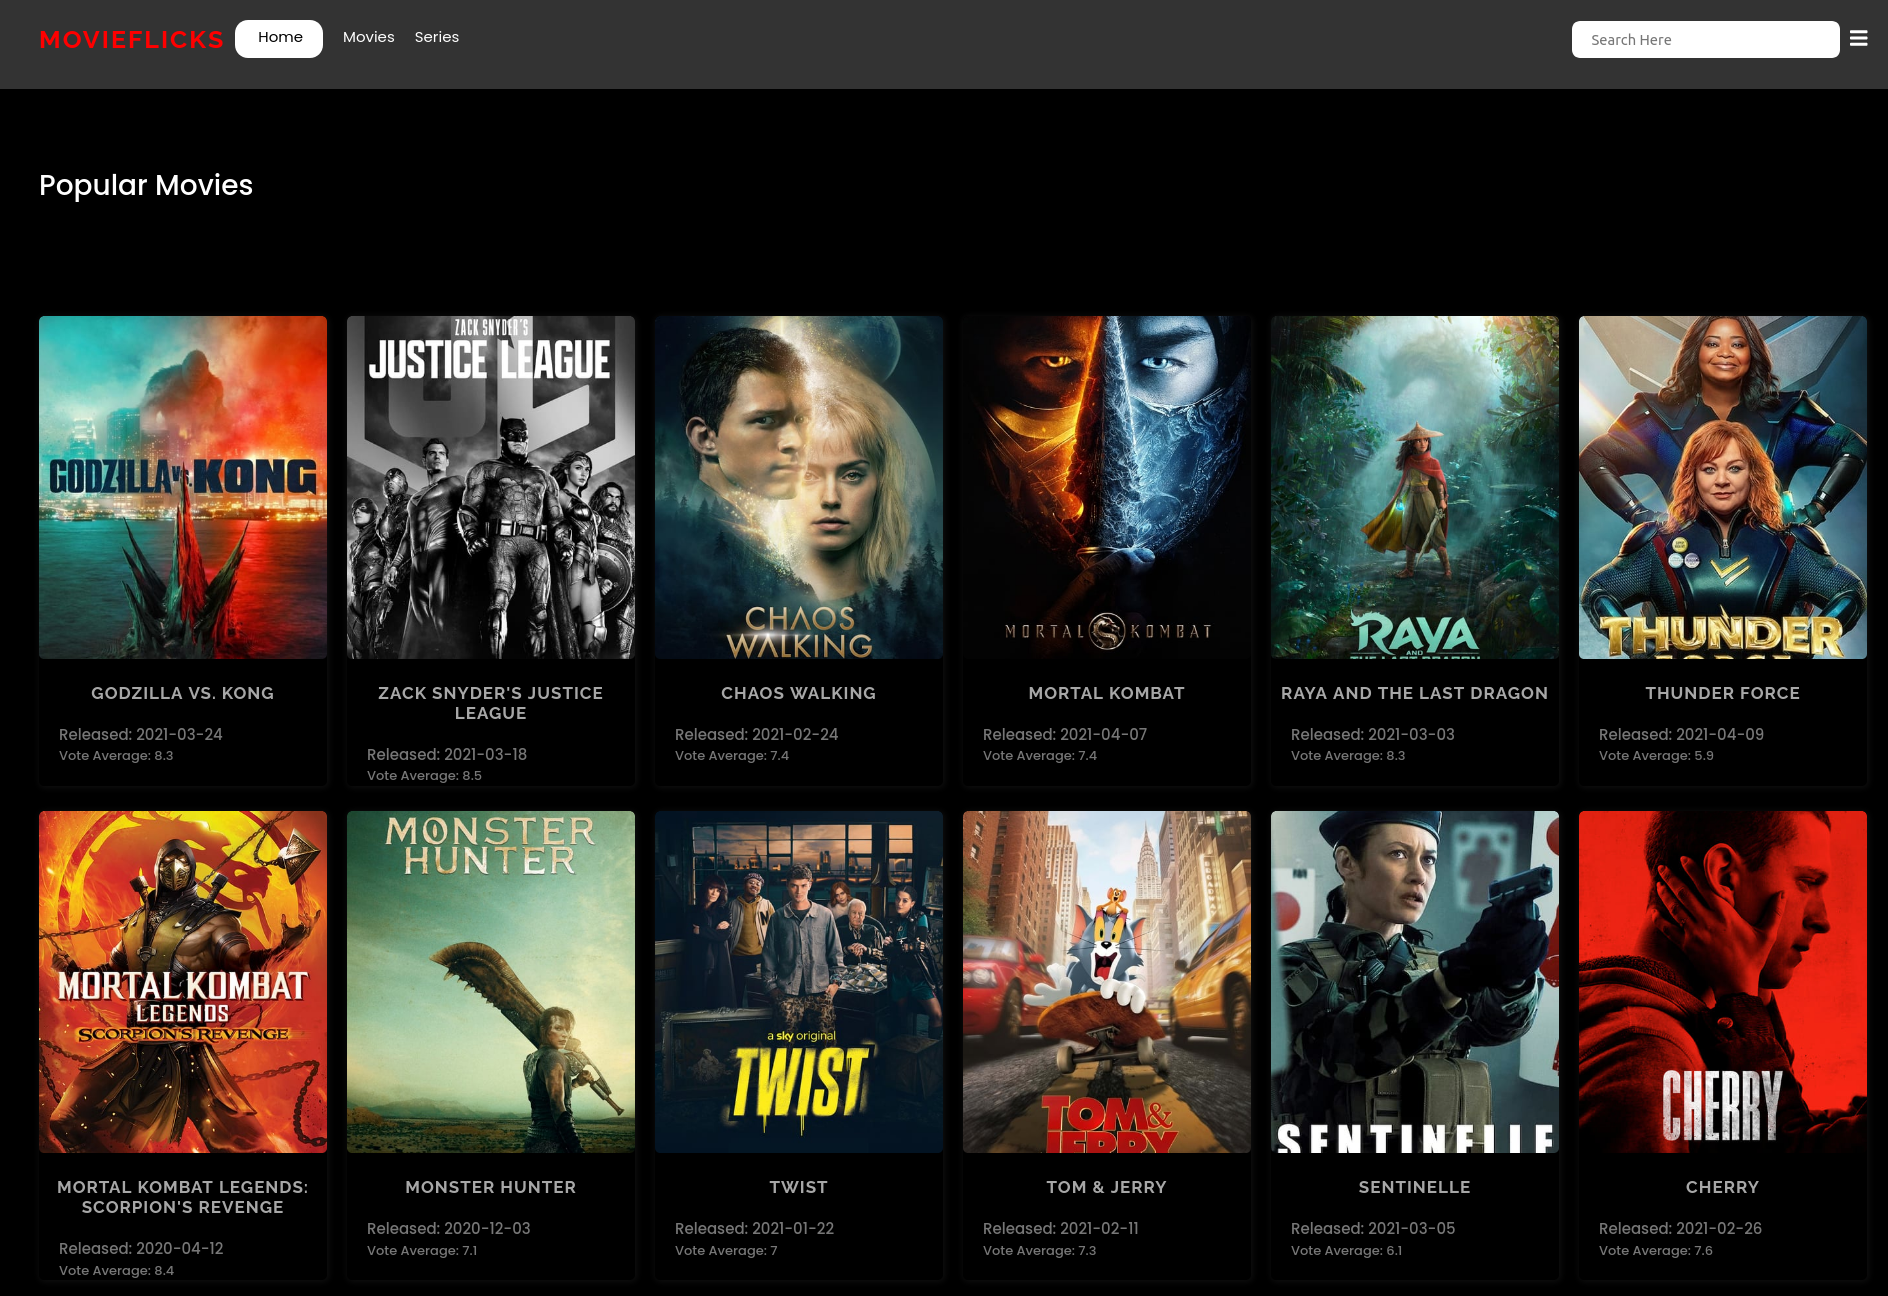 MOVIEFLICKS
Home
Movies
Series
Search Here
Popular Movies
GODZILLA VS. KONG
ZACK SNYDER'S
JUSTICE LEAGUE
CHAOS
WALKING
MORTAL KOMBAT
RAYA
AND
THE LAST DRAGON
THUNDER
FORCE
GODZILLA VS. KONG
Released: 2021-03-24
Vote Average: 8.3
ZACK SNYDER'S JUSTICE
LEAGUE
Released: 2021-03-18
Vote Average: 8.5
CHAOS WALKING
Released: 2021-02-24
Vote Average: 7.4
MORTAL KOMBAT
Released: 2021-04-07
Vote Average: 7.4
RAYA AND THE LAST DRAGON
Released: 2021-03-03
Vote Average: 8.3
THUNDER FORCE
Released: 2021-04-09
Vote Average: 5.9
MORTAL KOMBAT
LEGENDS
SCORPION'S REVENGE
MONSTER
HUNTER
a sky original
TWIST
TOM &
JERRY
SENTINELLE
CHERRY
MORTAL KOMBAT LEGENDS:
SCORPION'S REVENGE
Released: 2020-04-12
Vote Average: 8.4
MONSTER HUNTER
Released: 2020-12-03
Vote Average: 7.1
TWIST
Released: 2021-01-22
Vote Average: 7
TOM & JERRY
Released: 2021-02-11
Vote Average: 7.3
SENTINELLE
Released: 2021-03-05
Vote Average: 6.1
CHERRY
Released: 2021-02-26
Vote Average: 7.6